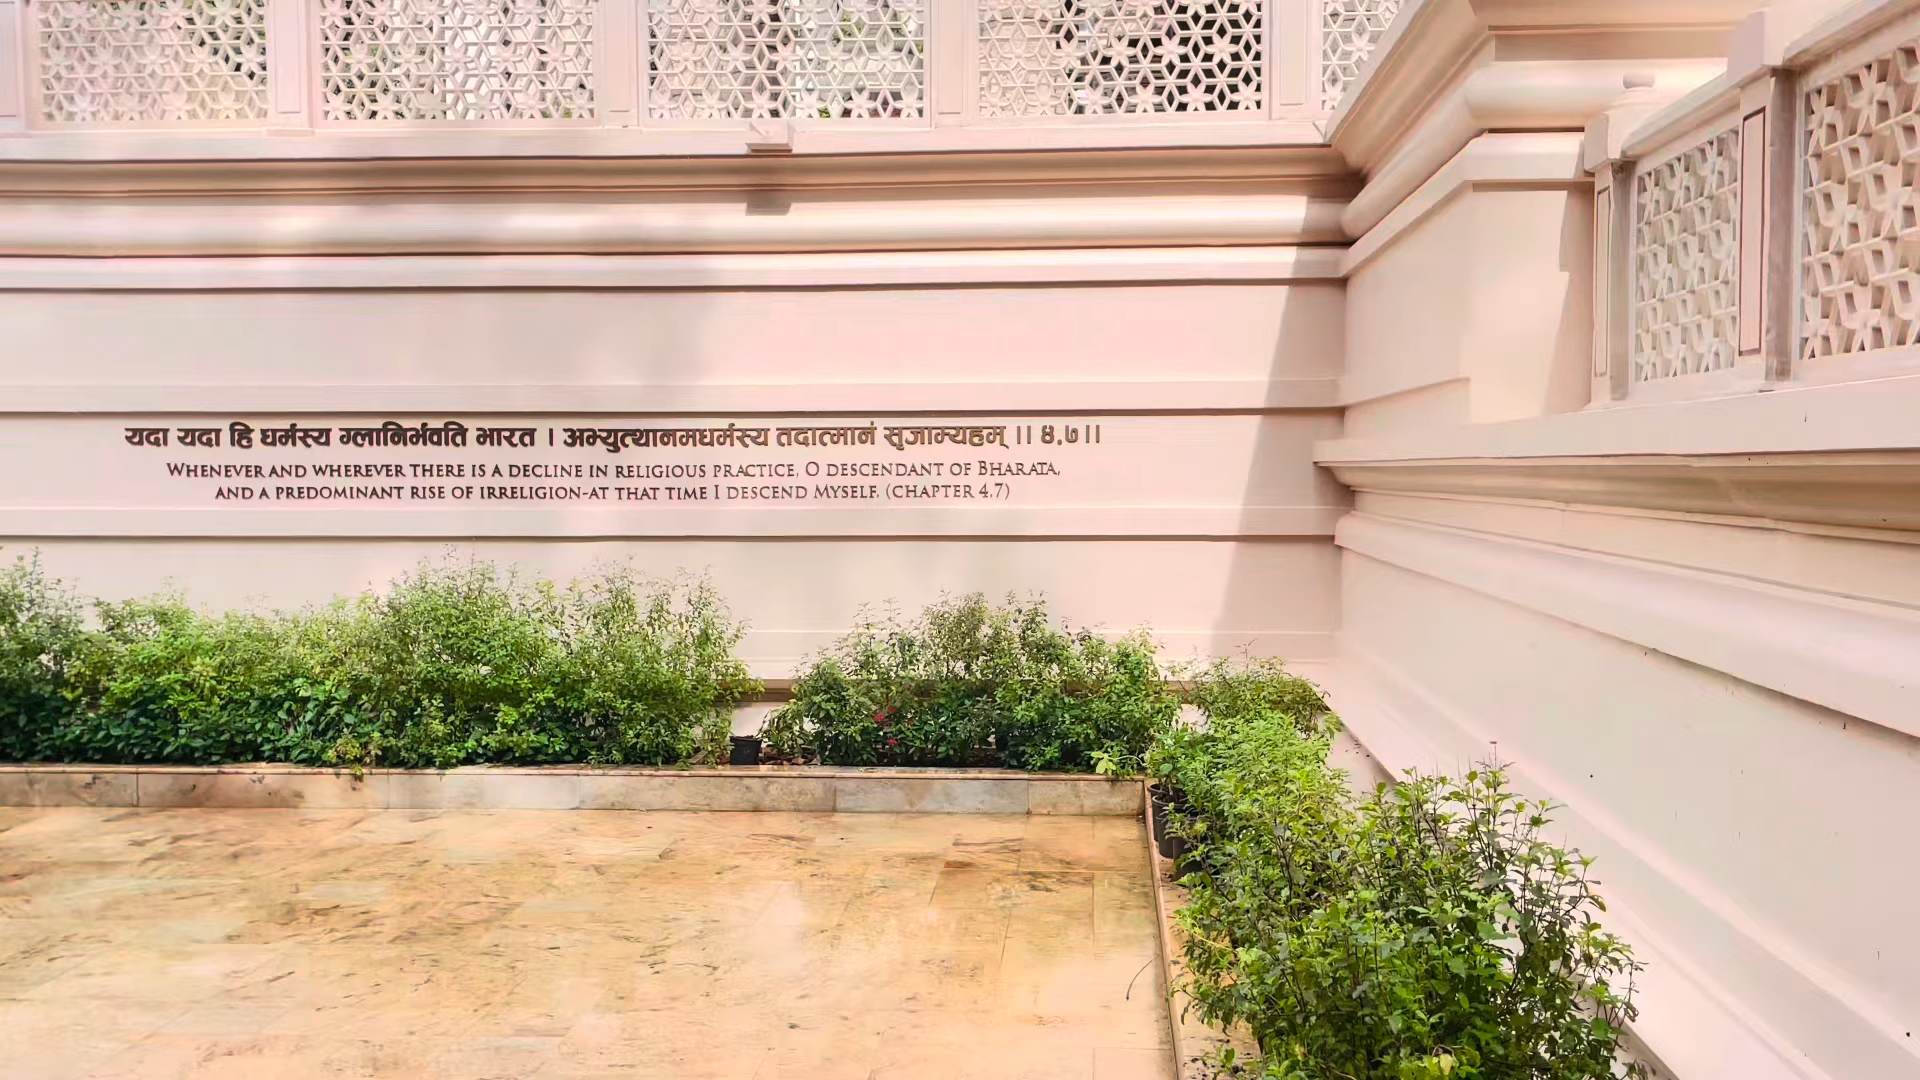 यदा यदा हि धर्मस्य ग्लानिर्भवति भारत । अभ्युत्थानमधर्मस्य तदात्मानं सृजाम्यहम् ।। ४.७।।
WHENEVER AND WHEREVER THERE IS A DECLINE IN RELIGIOUS PRACTICE, O DESCENDANT OF BHARATA,
AND A PREDOMINANT RISE OF IRRELIGION-AT THAT TIME I DESCEND MYSELF. (CHAPTER 4.7)